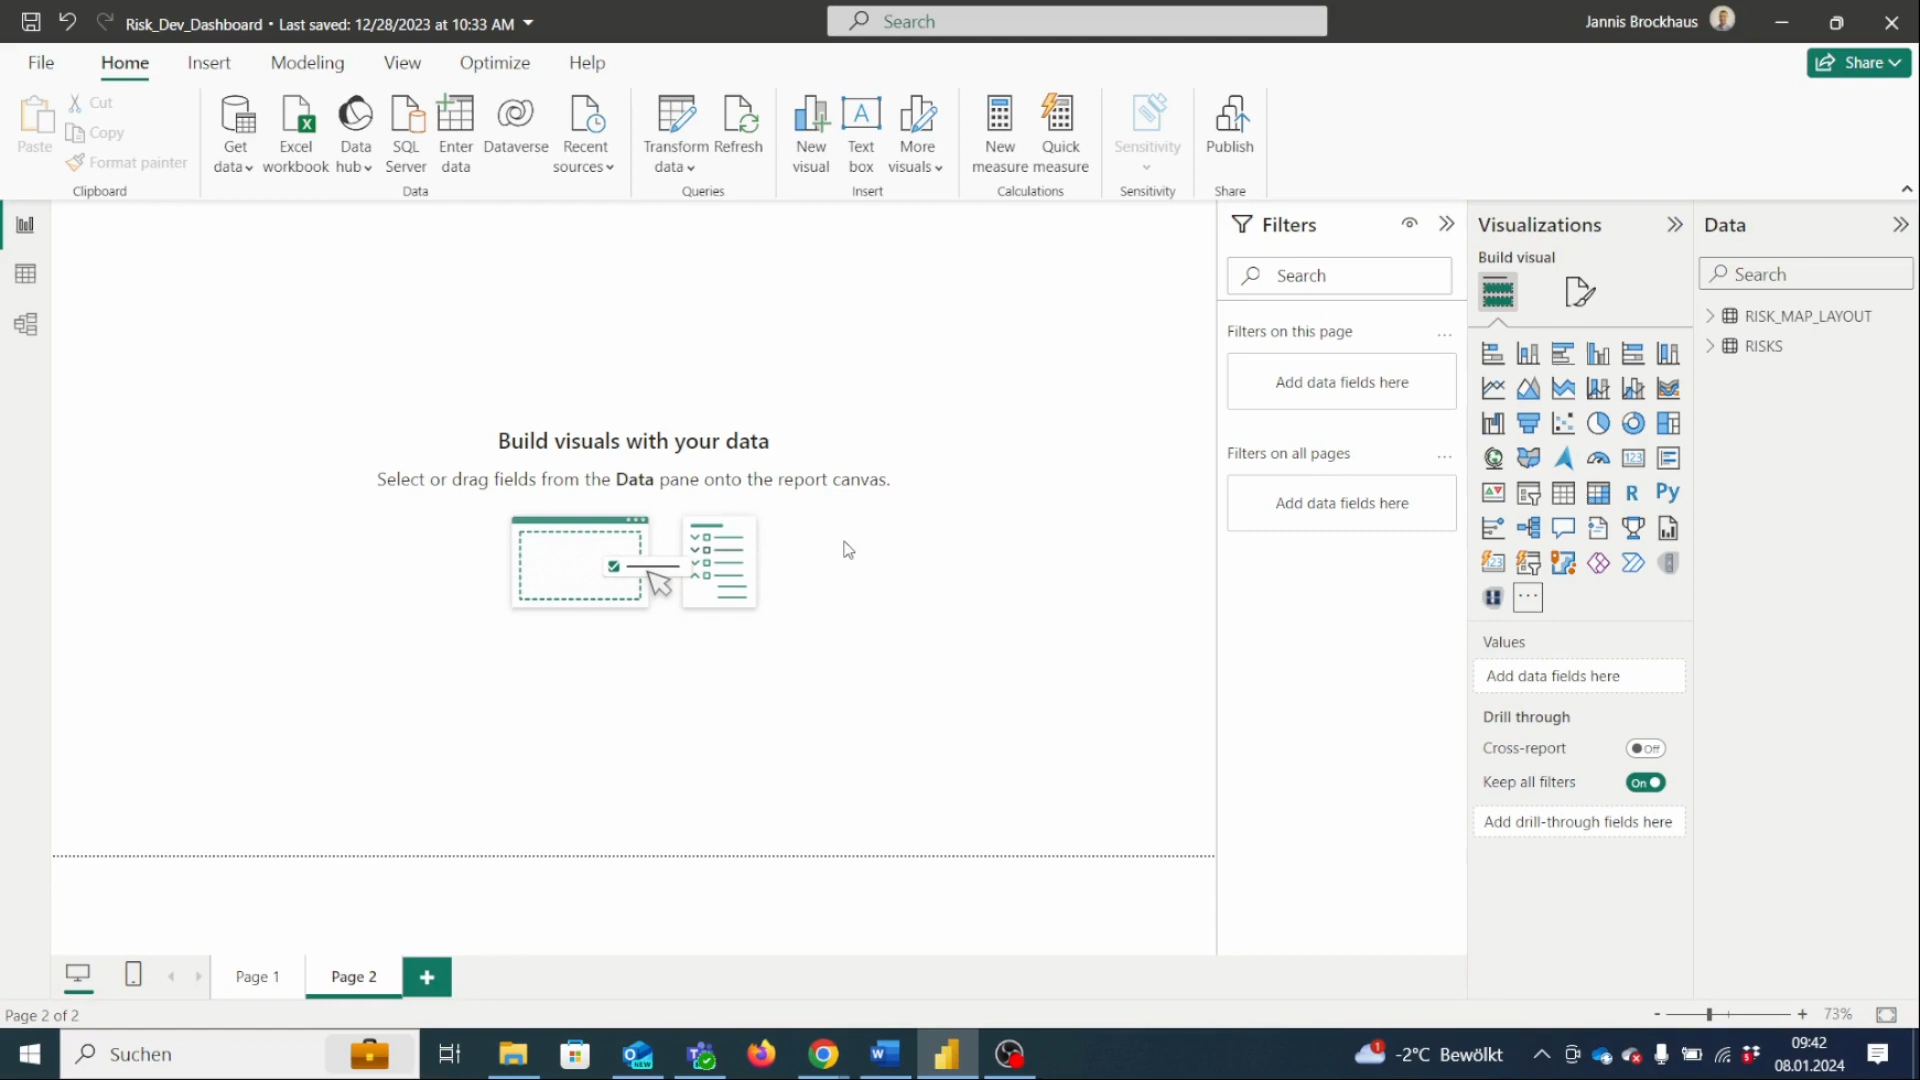 Risk_Dev_Dashboard • Last saved: 12/28/2023 at 10:33 AM
Search
Jannis Brockhaus
File
Home
Insert
Modeling
View
Optimize
Help
Share
Paste
Cut
Copy
Format painter
Clipboard
Get data
Excel workbook
Data hub
SQL Server
Enter data
Dataverse
Recent sources
Data
Transform data
Refresh
Queries
New visual
Text box
More visuals
Insert
New measure
Quick measure
Calculations
Sensitivity
Sensitivity
Publish
Share
Build visuals with your data
Select or drag fields from the Data pane onto the report canvas.
Filters
Search
Filters on this page
...
Add data fields here
Filters on all pages
...
Add data fields here
Visualizations
Build visual
123
R
Py
123
...
Values
Add data fields here
Drill through
Cross-report
Off
Keep all filters
On
Add drill-through fields here
Data
Search
RISK_MAP_LAYOUT
RISKS
Page 1
Page 2
+
Page 2 of 2
- + 73%
Suchen
NEW
1
-2°C Bewölkt
09:42
08.01.2024